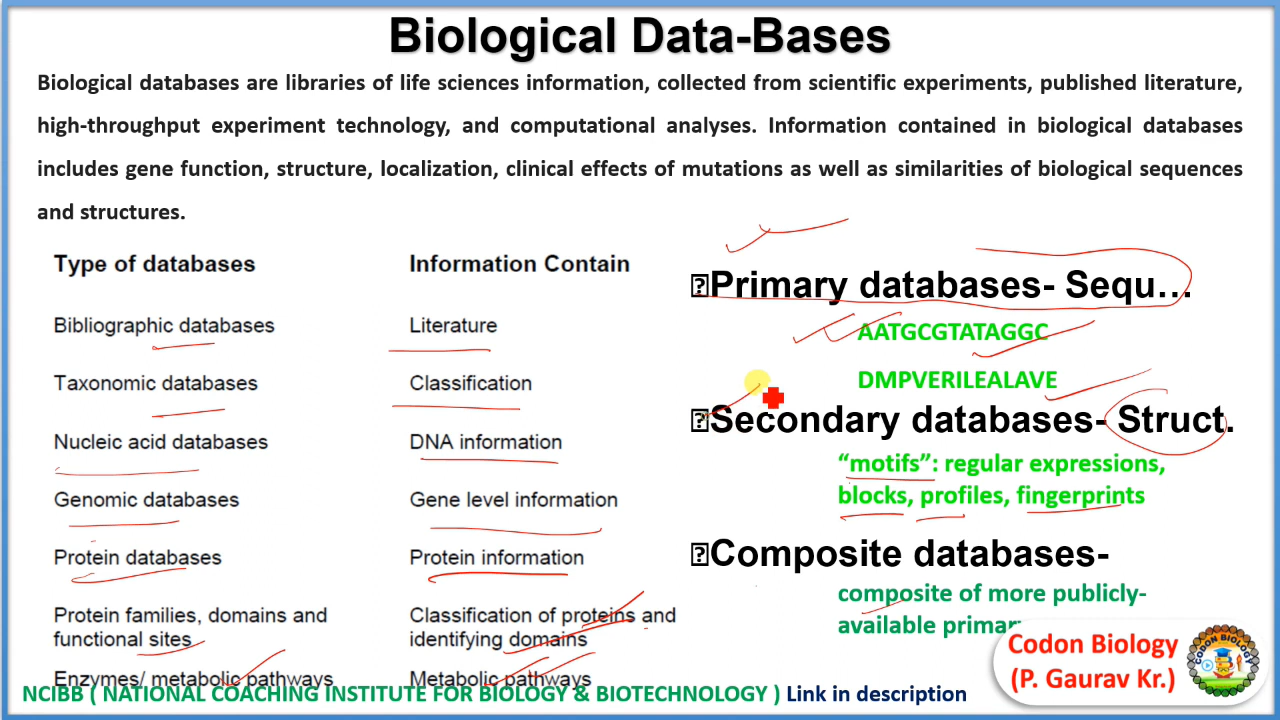 Biological Data-Bases
Biological databases are libraries of life sciences information, collected from scientific experiments, published literature,
high-throughput experiment technology, and computational analyses. Information contained in biological databases
includes gene function, structure, localization, clinical effects of mutations as well as similarities of biological sequences
and structures.
Type of databases
Information Contain
Bibliographic databases
Literature
Taxonomic databases
Classification
Nucleic acid databases
DNA information
Genomic databases
Gene level information
Protein databases
Protein information
Protein families, domains and
functional sites
Classification of proteins and
identifying domains
Enzymes/ metabolic pathways
Metabolic pathways
Primary databases- Sequ…
AATGCGTATAGGC
DMPVERILEALAVE
Secondary databases- Struct.
“motifs”: regular expressions,
blocks, profiles, fingerprints
Composite databases-
composite of more publicly-
available primary
Codon Biology
(P. Gaurav Kr.)
CODON BIOLOGY
NCIBB ( NATIONAL COACHING INSTITUTE FOR BIOLOGY & BIOTECHNOLOGY ) Link in description